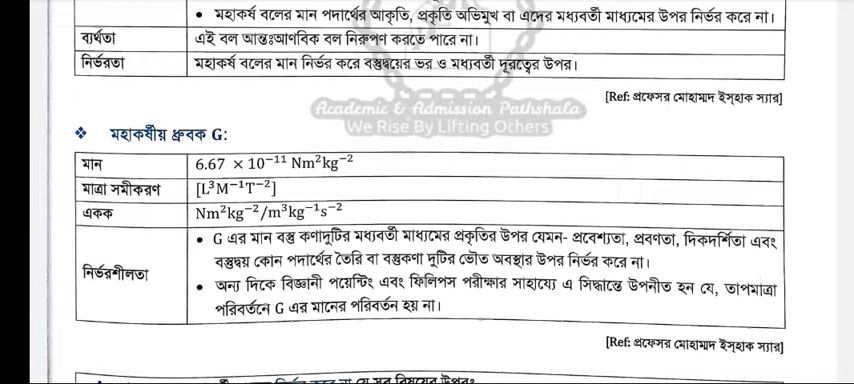 • মহাকর্ষ বলের মান পদার্থের আকৃতি, প্রকৃতি অভিমুখ বা এদের মধ্যবর্তী মাধ্যমের উপর নির্ভর করে না।
ব্যর্থতা এই বল আন্তঃআণবিক বল নিরুপণ করতে পারে না।
নির্ভরতা মহাকর্ষ বলের মান নির্ভর করে বস্তুদ্বয়ের ভর ও মধ্যবর্তী দূরত্বের উপর।
[Ref: প্রফেসর মোহাম্মদ ইস্হাক স্যার]
Academic & Admission Pathshala
We Rise By Lifting Others
❖ মহাকর্ষীয় ধ্রুবক G:
মান 6.67 × 10⁻¹¹ Nm²kg⁻²
মাত্রা সমীকরণ [L³M⁻¹T⁻²]
একক Nm²kg⁻²/m³kg⁻¹s⁻²
• G এর মান বস্তু কণাদুটির মধ্যবর্তী মাধ্যমের প্রকৃতির উপর যেমন- প্রবেশ্যতা, প্রবণতা, দিকদর্শিতা এবং
বস্তুদ্বয় কোন পদার্থের তৈরি বা বস্তুকণা দুটির ভৌত অবস্থার উপর নির্ভর করে না।
নির্ভরশীলতা
• অন্য দিকে বিজ্ঞানী পয়েন্টিং এবং ফিলিপস পরীক্ষার সাহায্যে এ সিদ্ধান্তে উপনীত হন যে, তাপমাত্রা
পরিবর্তনে G এর মানের পরিবর্তন হয় না।
[Ref: প্রফেসর মোহাম্মদ ইস্হাক স্যার]